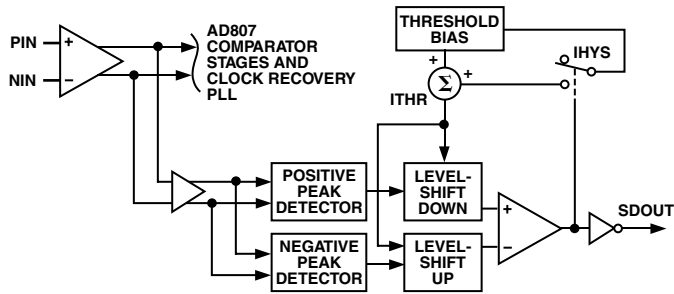 PIN
NIN
+
−
AD807
COMPARATOR
STAGES AND
CLOCK RECOVERY
PLL
THRESHOLD
BIAS
+
+
Σ
ITHR
IHYS
POSITIVE
PEAK
DETECTOR
LEVEL-
SHIFT
DOWN
NEGATIVE
PEAK
DETECTOR
LEVEL-
SHIFT
UP
+
−
SDOUT